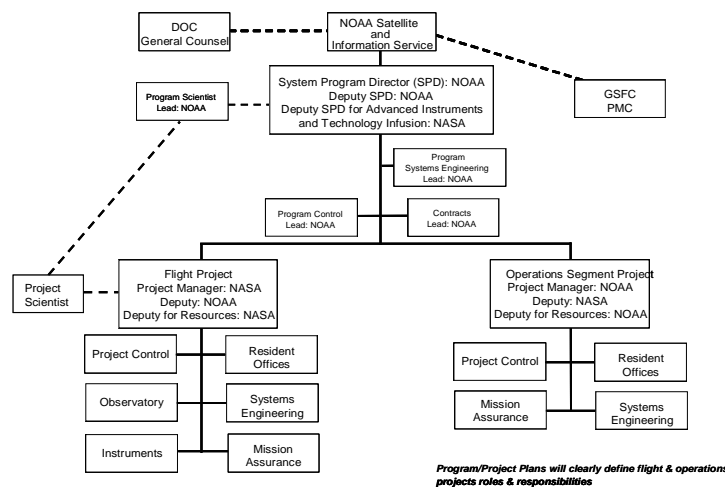 DOC
General Counsel
NOAA Satellite
and
Information Service
System Program Director (SPD): NOAA
Deputy SPD: NOAA
Deputy SPD for Advanced Instruments
and Technology Infusion: NASA
Program Scientist
Lead: NOAA
GSFC
PMC
Program
Systems Engineering
Lead: NOAA
Program Control
Lead: NOAA
Contracts
Lead: NOAA
Project
Scientist
Flight Project
Project Manager: NASA
Deputy: NOAA
Deputy for Resources: NASA
Operations Segment Project
Project Manager: NOAA
Deputy: NASA
Deputy for Resources: NOAA
Project Control
Resident
Offices
Observatory
Systems
Engineering
Instruments
Mission
Assurance
Project Control
Resident
Offices
Mission
Assurance
Systems
Engineering
Program/Project Plans will clearly define flight & operations
projects roles & responsibilities